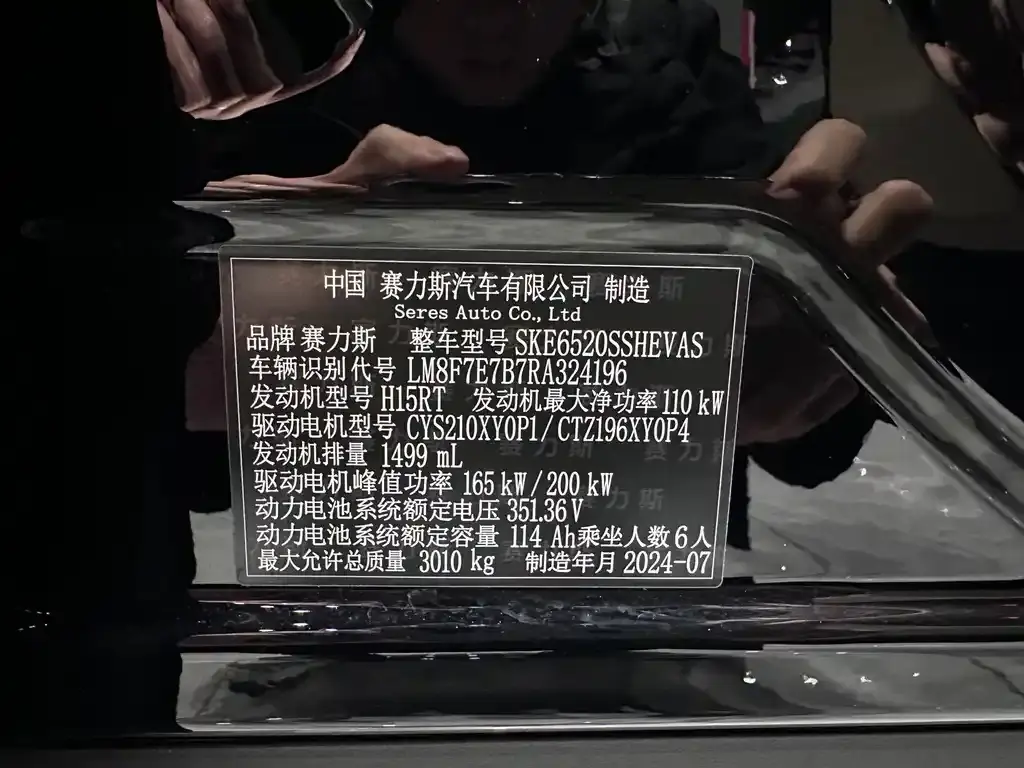 中国 赛力斯汽车有限公司 制造
Seres Auto Co., Ltd
品牌 赛力斯 整车型号 SKE6520SSHEVAS
车辆识别代号 LM8F7E7B7RA324196
发动机型号 H15RT 发动机最大净功率 110 kW
驱动电机型号 CYS210XY0P1/CTZ196XY0P4
发动机排量 1499 mL
驱动电机峰值功率 165 kW/200 kW
动力电池系统额定电压 351.36 V
动力电池系统额定容量 114 Ah 乘坐人数 6人
最大允许总质量 3010 kg 制造年月 2024-07